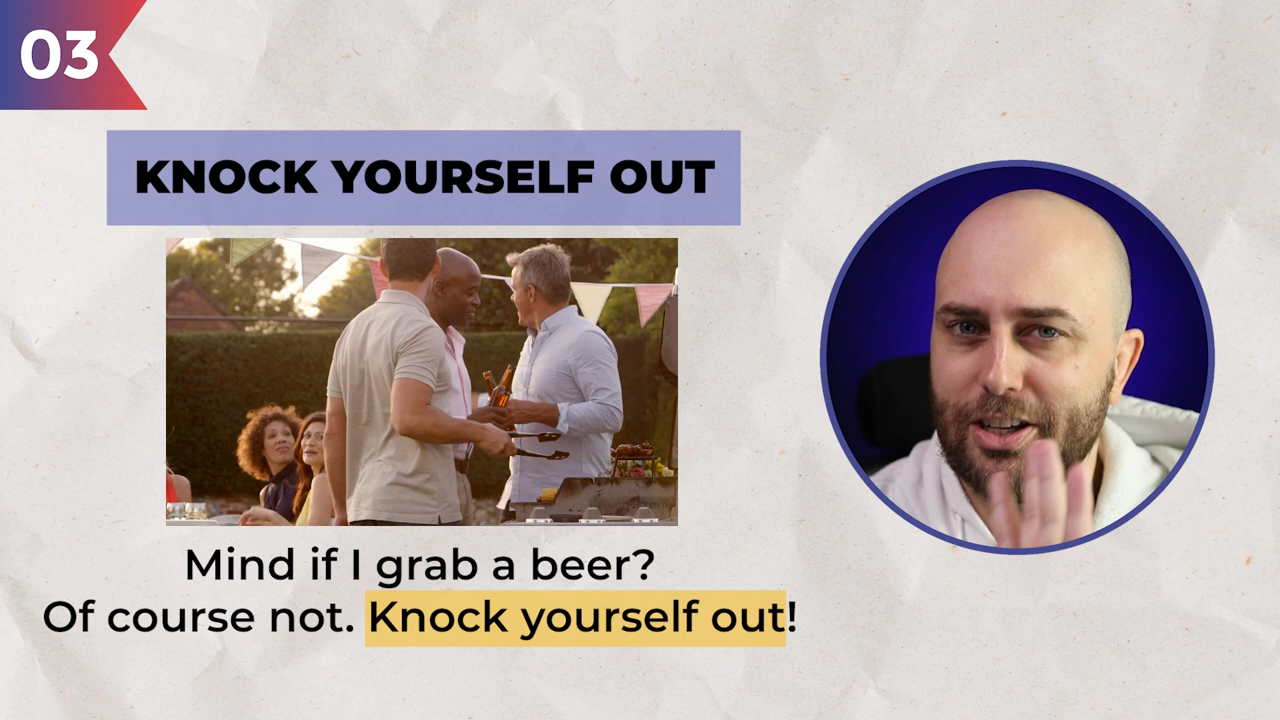 03
KNOCK YOURSELF OUT
Mind if I grab a beer?
Of course not. Knock yourself out!